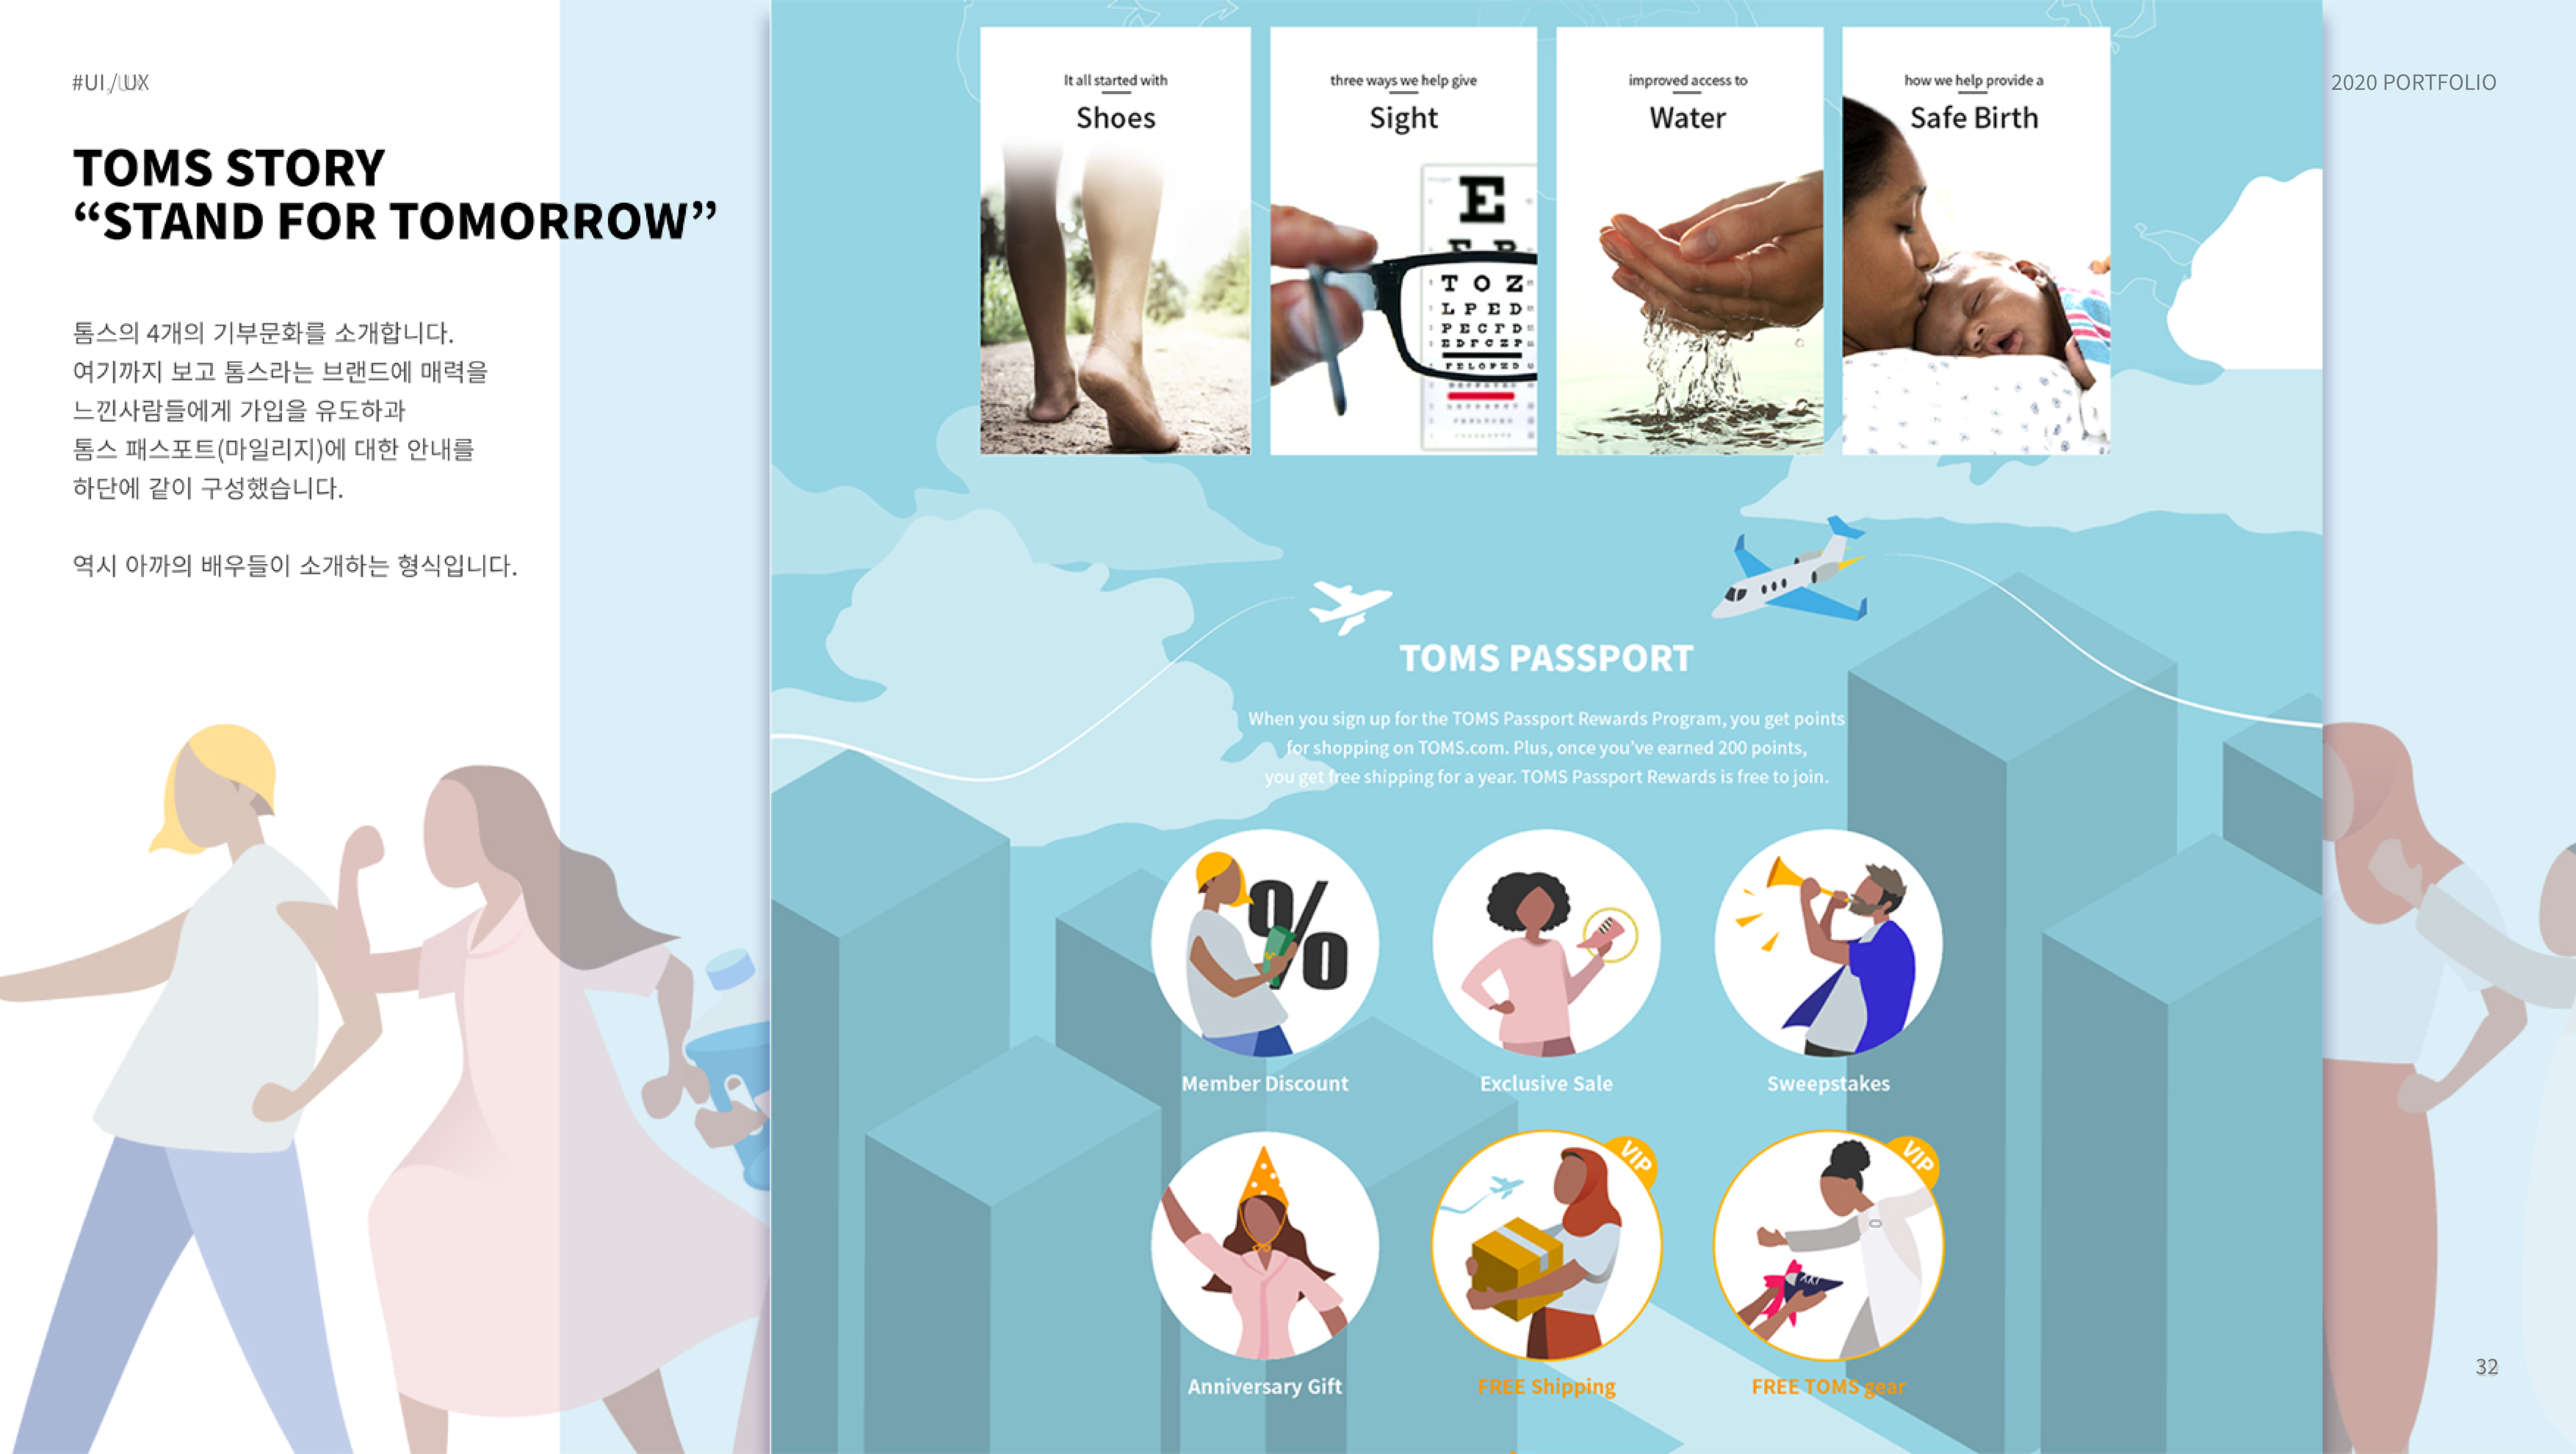 #UI / UX
2020 PORTFOLIO
TOMS STORY
“STAND FOR TOMORROW”
톰스의 4개의 기부문화를 소개합니다.
여기까지 보고 톰스라는 브랜드에 매력을
느낀사람들에게 가입을 유도하과
톰스 패스포트(마일리지)에 대한 안내를
하단에 같이 구성했습니다.
역시 아까의 배우들이 소개하는 형식입니다.
It all started with
Shoes
three ways we help give
Sight
E
T O Z
L P E D
P E C F D
E D F C Z P
F E L O P Z D
improved access to
Water
how we help provide a
Safe Birth
TOMS PASSPORT
When you sign up for the TOMS Passport Rewards Program, you get points
for shopping on TOMS.com. Plus, once you’ve earned 200 points,
you get free shipping for a year. TOMS Passport Rewards is free to join.
%
Member Discount
Exclusive Sale
Sweepstakes
Anniversary Gift
VIP
FREE Shipping
VIP
FREE TOMS gear
32